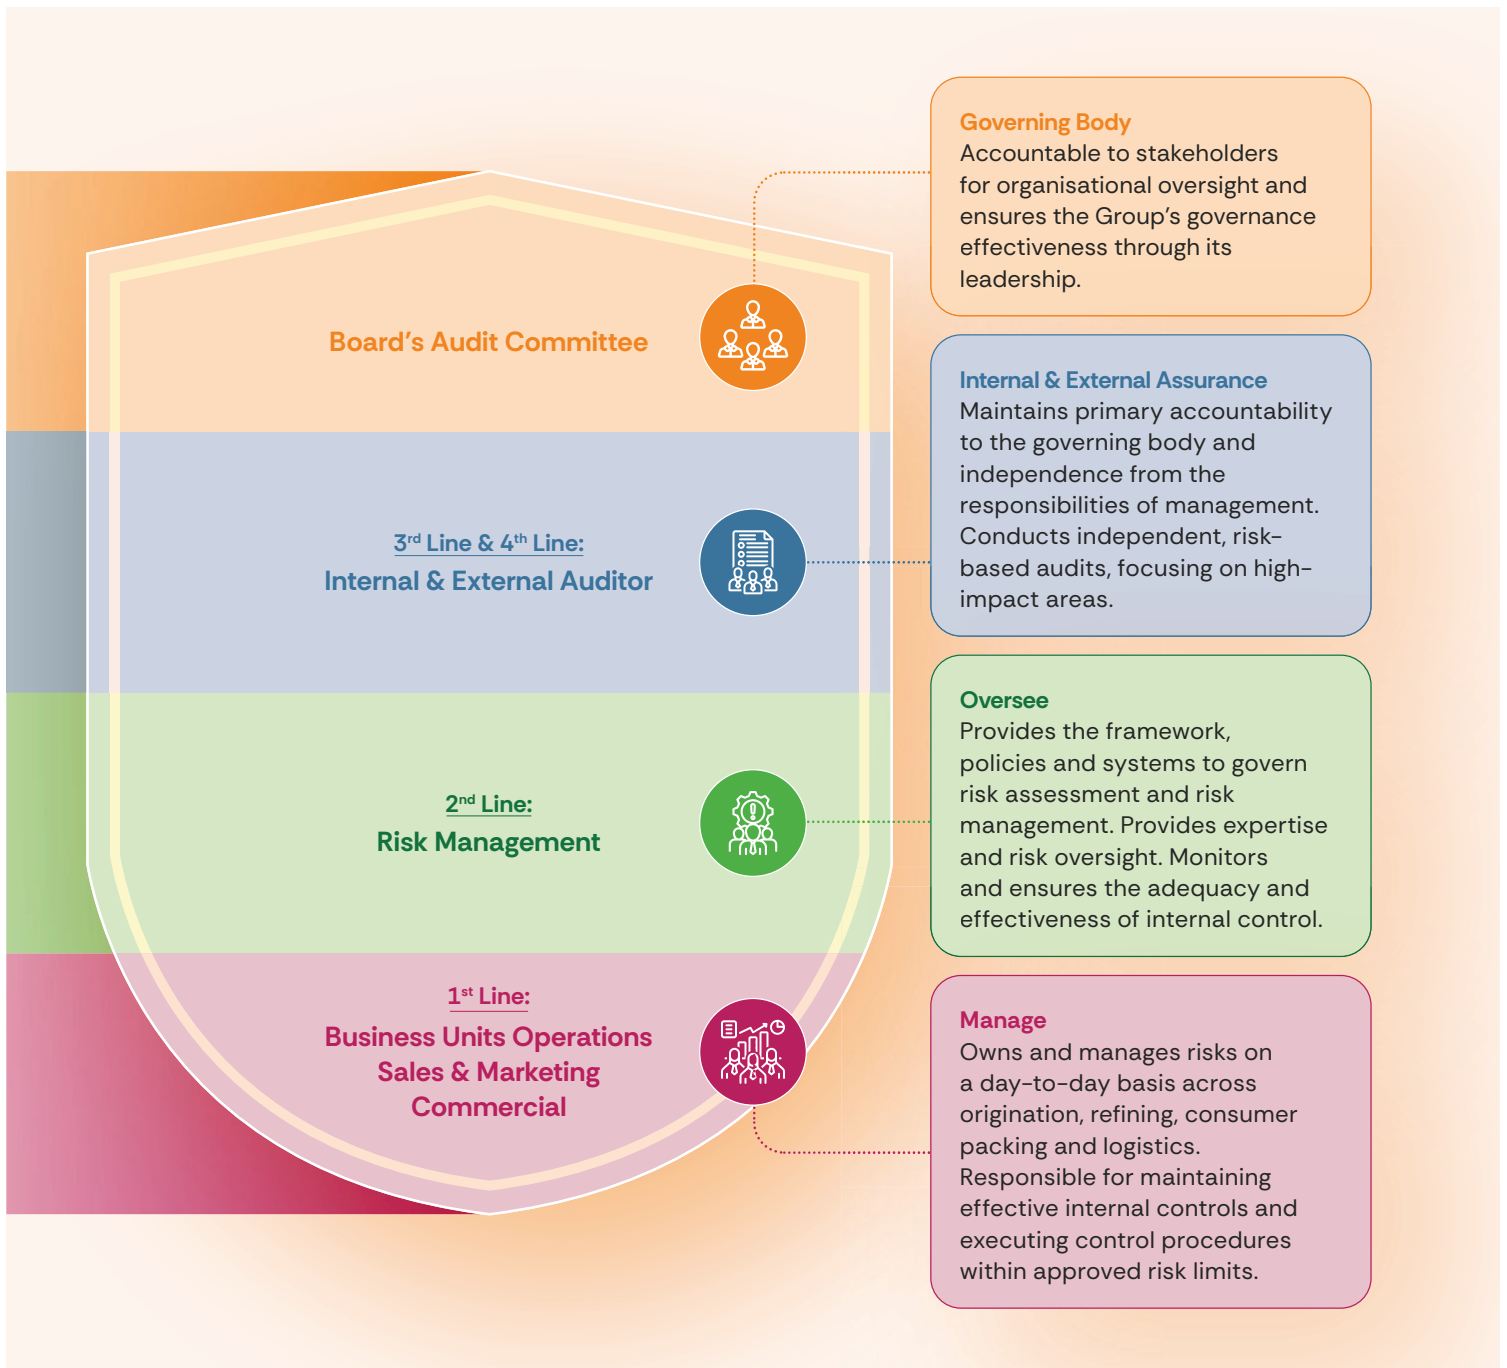 Governing Body
Accountable to stakeholders
for organisational oversight and
ensures the Group's governance
effectiveness through its
leadership.
Board's Audit Committee
Internal & External Assurance
Maintains primary accountability
to the governing body and
independence from the
responsibilities of management.
Conducts independent, risk-
based audits, focusing on high-
impact areas.
3rd Line & 4th Line:
Internal & External Auditor
Oversee
Provides the framework,
policies and systems to govern
risk assessment and risk
management. Provides expertise
and risk oversight. Monitors
and ensures the adequacy and
effectiveness of internal control.
2nd Line:
Risk Management
1st Line:
Business Units Operations
Sales & Marketing
Commercial
Manage
Owns and manages risks on
a day-to-day basis across
origination, refining, consumer
packing and logistics.
Responsible for maintaining
effective internal controls and
executing control procedures
within approved risk limits.